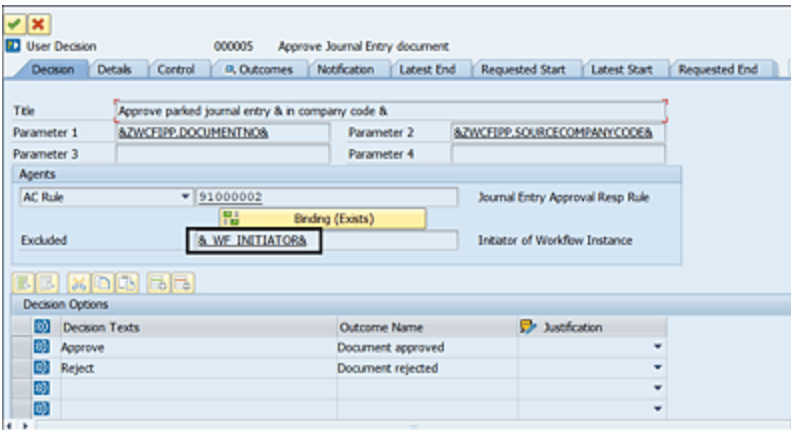 User Decision 000005 Approve Journal Entry document
Decision Details Control Outcomes Notification Latest End Requested Start Latest Start Requested End
Title Approve parked journal entry & in company code &
Parameter 1 &ZWCFIPP.DOCUMENTNO& Parameter 2 &ZWCFIPP.SOURCECOMPANYCODE&
Parameter 3 Parameter 4
Agents
AC Rule 91000002 Journal Entry Approval Resp Rule
Binding (Exists)
Excluded &_WF_INITIATOR& Initiator of Workflow Instance
Decision Options
Decision Texts Outcome Name Justification
Approve Document approved
Reject Document rejected